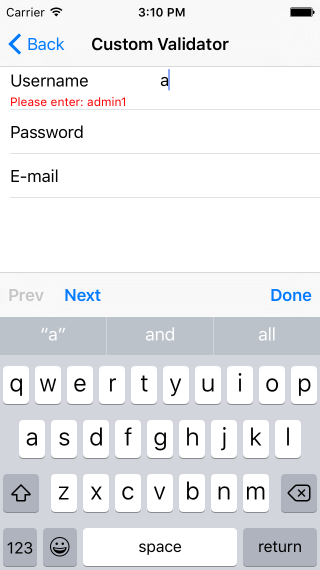 Carrier 3:10 PM
Back Custom Validator
Username a
Please enter: admin1
Password
E-mail
Prev Next Done
"a" and all
q w e r t y u i o p
a s d f g h j k l
z x c v b n m
123 space return